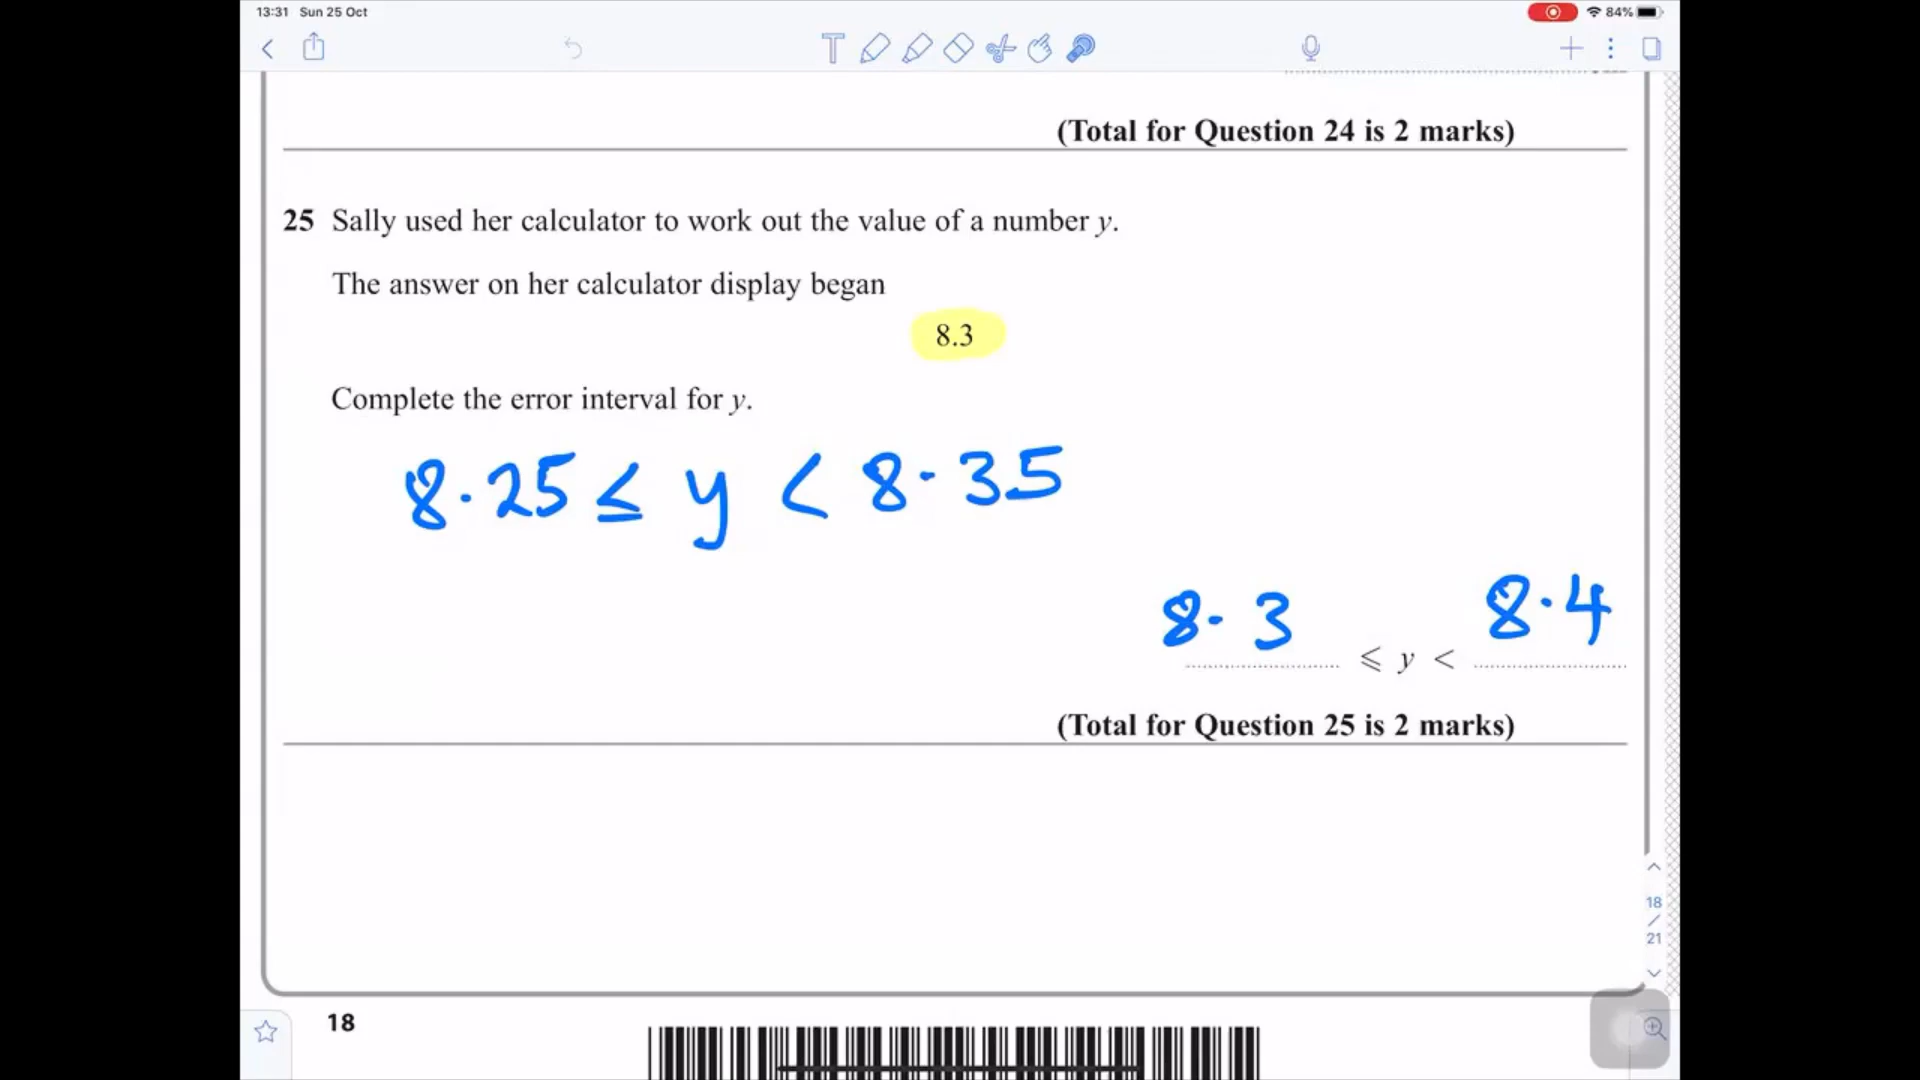 13:31 Sun 25 Oct
84%
(Total for Question 24 is 2 marks)
25 Sally used her calculator to work out the value of a number y.
The answer on her calculator display began
8.3
Complete the error interval for y.
8.25 ≤ y < 8.35
8.3 ⩽ y < 8.4
(Total for Question 25 is 2 marks)
18
/
21
18